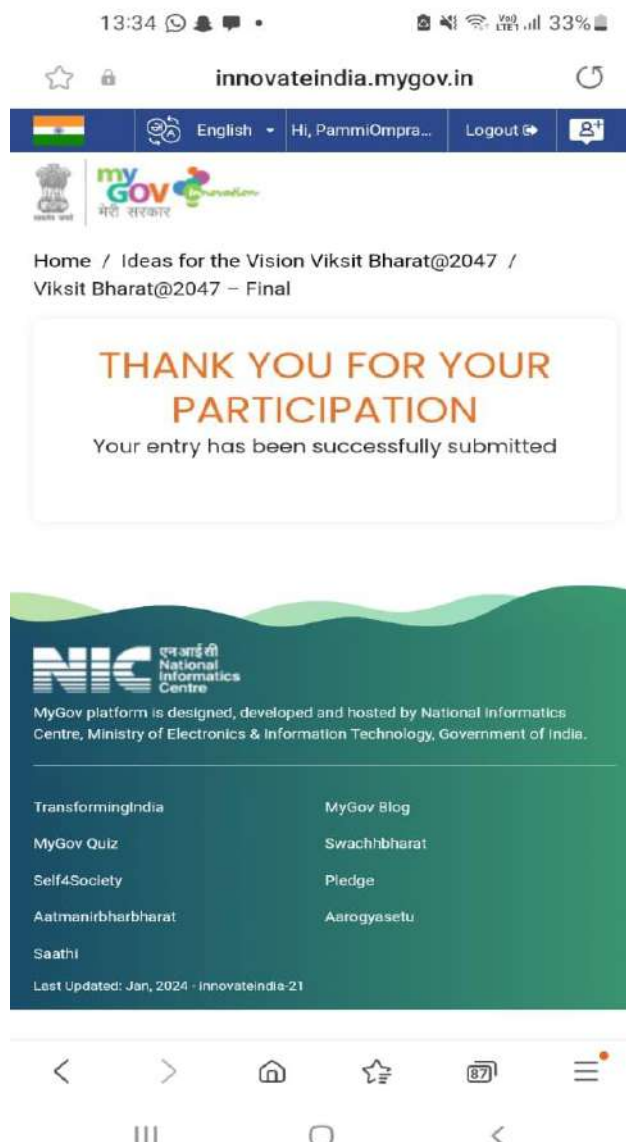 13:34
Vo)) LTE1 33%
innovateindia.mygov.in
English Hi, PammiOmpra... Logout
my GOV innovation
मेरी सरकार
Home / Ideas for the Vision Viksit Bharat@2047 /
Viksit Bharat@2047 – Final
THANK YOU FOR YOUR
PARTICIPATION
Your entry has been successfully submitted
NIC
एनआईसी
National
Informatics
Centre
MyGov platform is designed, developed and hosted by National Informatics
Centre, Ministry of Electronics & Information Technology, Government of India.
TransformingIndia MyGov Blog
MyGov Quiz Swachhbharat
Self4Society Pledge
Aatmanirbharbharat Aarogyasetu
Saathi
Last Updated: Jan, 2024 - innovateindia-21
87